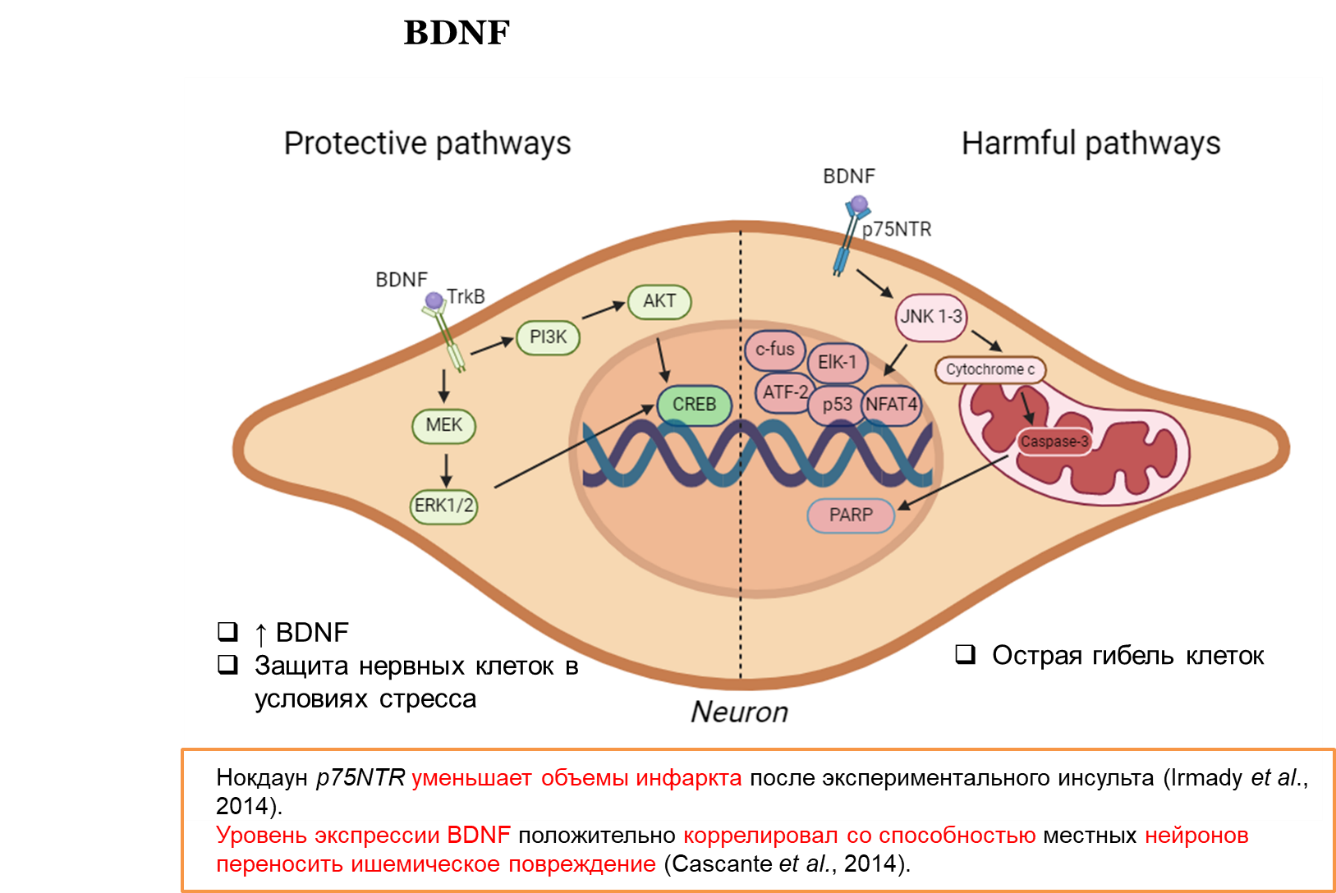 BDNF
Protective pathways
Harmful pathways
BDNF
p75NTR
BDNF
TrkB
AKT
PI3K
JNK 1-3
c-fus
ElK-1
Cytochrome c
ATF-2
p53
NFAT4
CREB
MEK
Caspase-3
ERK1/2
PARP
↑ BDNF
Защита нервных клеток в
условиях стресса
Острая гибель клеток
Neuron
Нокдаун p75NTR уменьшает объемы инфаркта после экспериментального инсульта (Irmady et al.,
2014).
Уровень экспрессии BDNF положительно коррелировал со способностью местных нейронов
переносить ишемическое повреждение (Cascante et al., 2014).